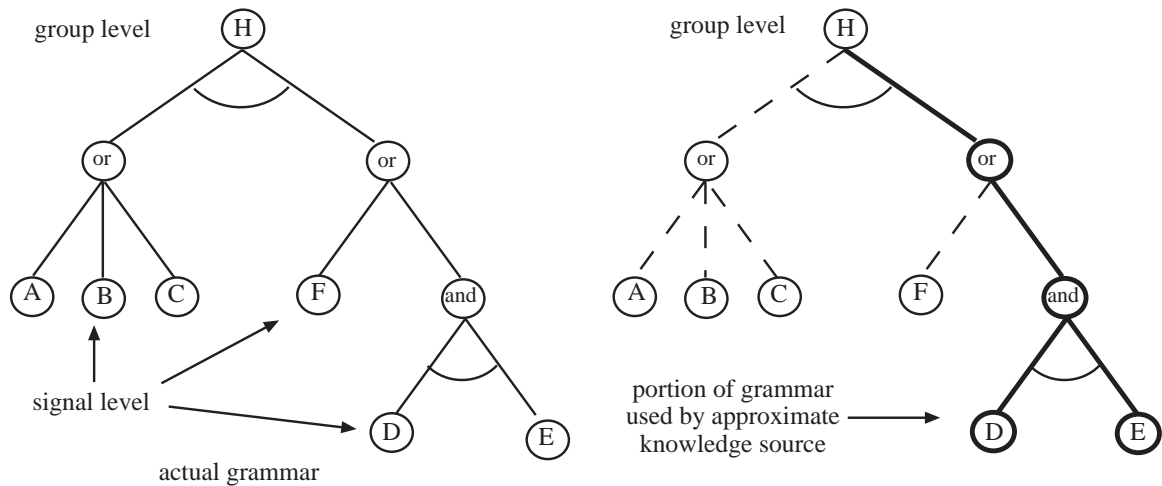 group level
H
or
or
A
B
C
F
and
signal level
D
E
actual grammar
group level
H
or
or
A
B
C
F
and
portion of grammar
used by approximate
knowledge source
D
E